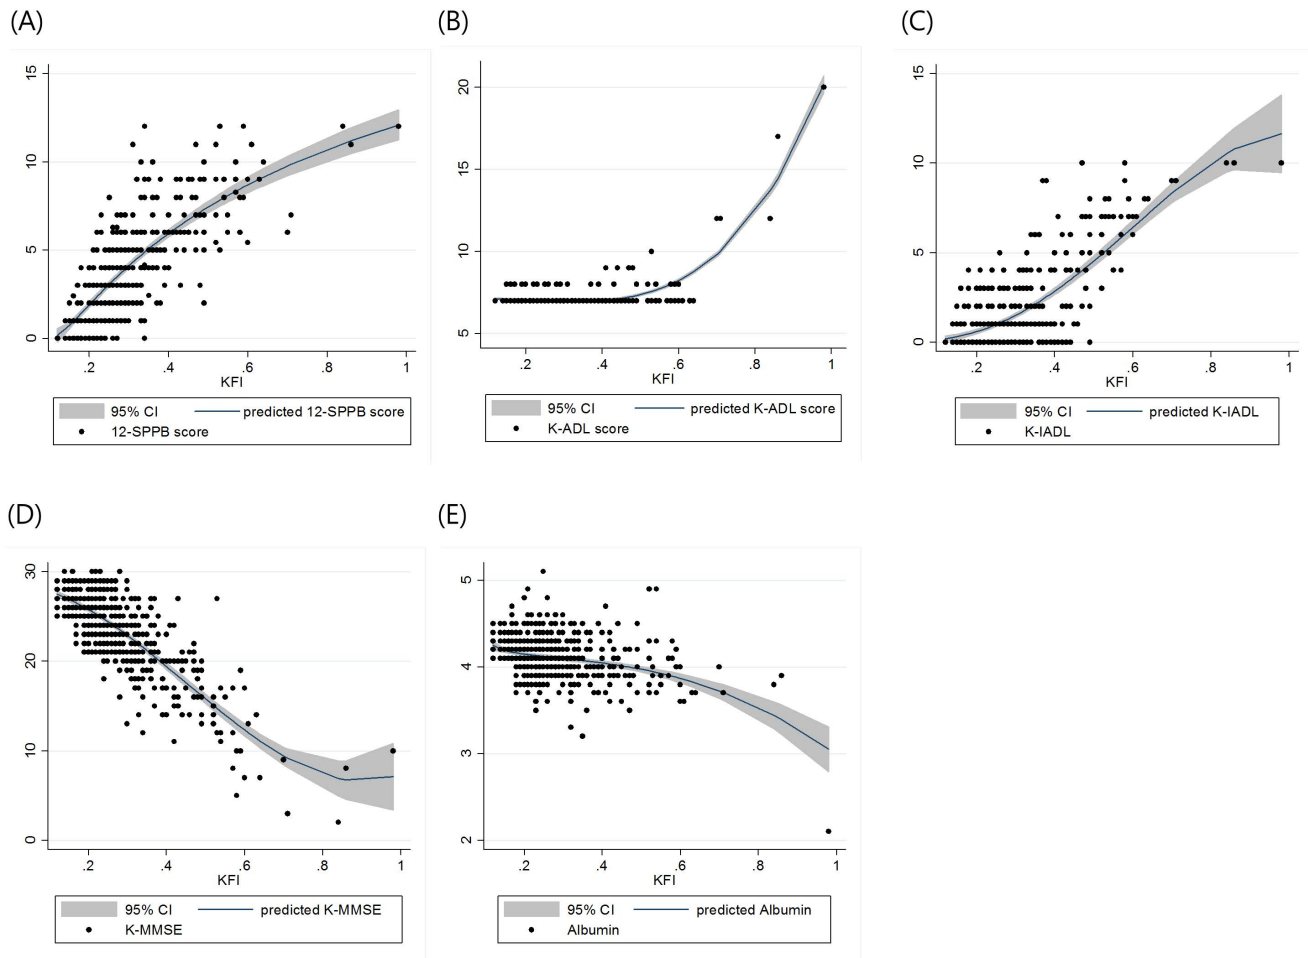 (A)
15
10
5
0
.2 .4 .6 .8 1
KFI
95% CI predicted 12-SPPB score
12-SPPB score
(B)
20
15
10
5
.2 .4 .6 .8 1
KFI
95% CI predicted K-ADL score
K-ADL score
(C)
15
10
5
0
.2 .4 .6 .8 1
KFI
95% CI predicted K-IADL
K-IADL
(D)
30
20
10
0
.2 .4 .6 .8 1
KFI
95% CI predicted K-MMSE
K-MMSE
(E)
5
4
3
2
.2 .4 .6 .8 1
KFI
95% CI predicted Albumin
Albumin